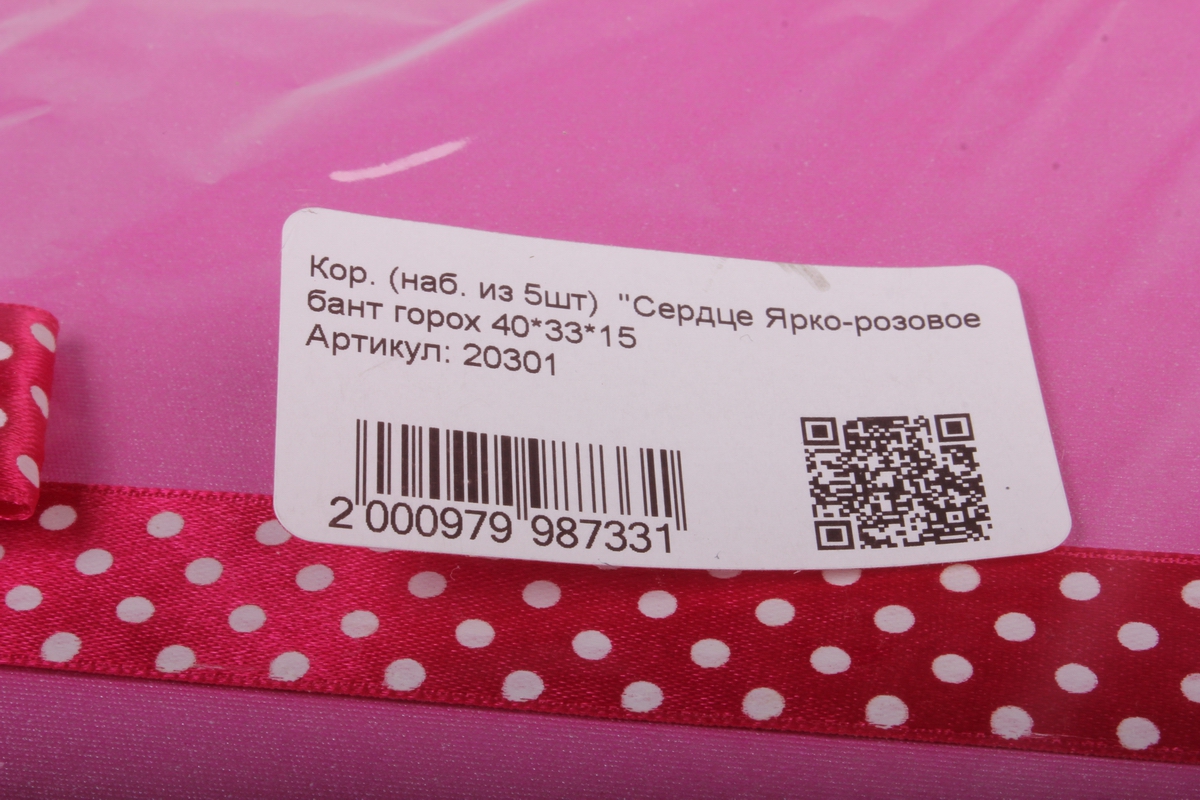 Кор. (наб. из 5шт) "Сердце Ярко-розовое
бант горох 40*33*15
Артикул: 20301
2 000979 987331